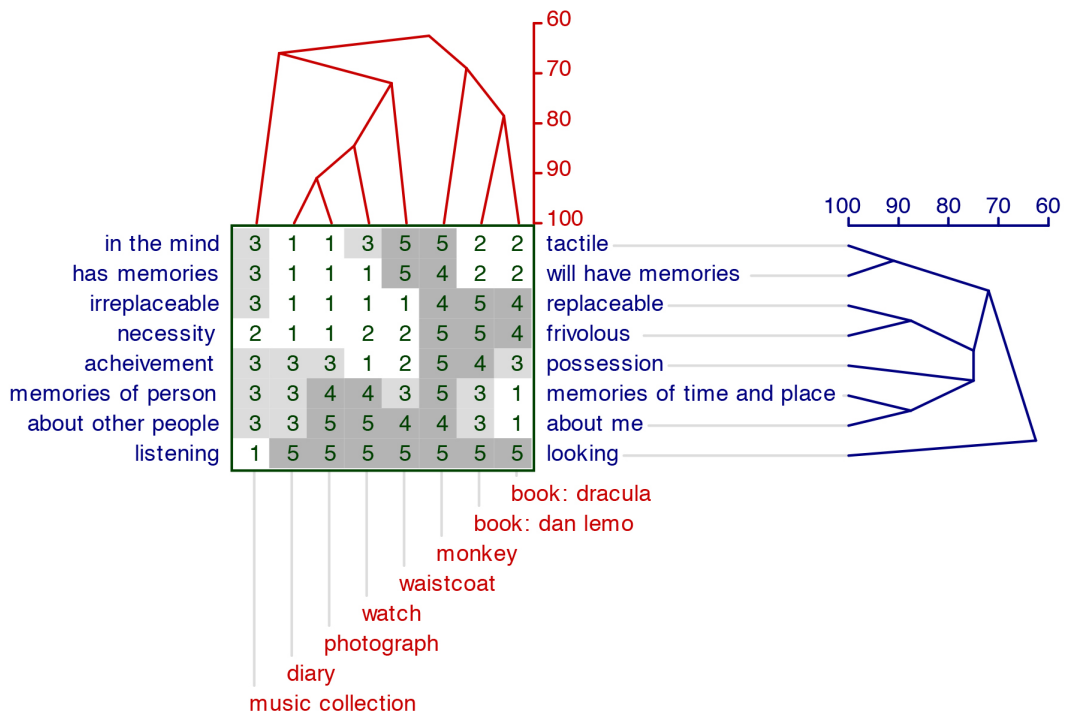 60
70
80
90
100
100 90 80 70 60
in the mind 3 1 1 3 5 5 2 2 tactile
has memories 3 1 1 1 5 4 2 2 will have memories
irreplaceable 3 1 1 1 1 4 5 4 replaceable
necessity 2 1 1 2 2 5 5 4 frivolous
acheivement 3 3 3 1 2 5 4 3 possession
memories of person 3 3 4 4 3 5 3 1 memories of time and place
about other people 3 3 5 5 4 4 3 1 about me
listening 1 5 5 5 5 5 5 5 looking
book: dracula
book: dan lemo
monkey
waistcoat
watch
photograph
diary
music collection